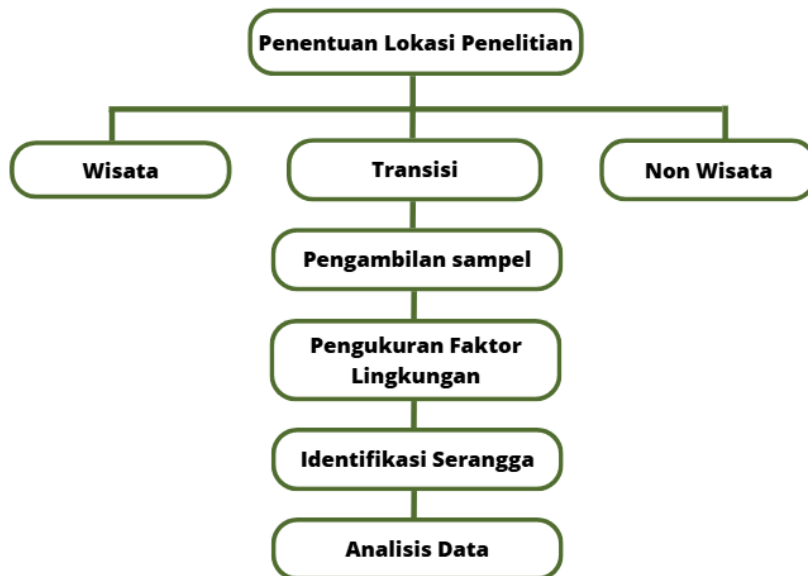 Penentuan Lokasi Penelitian
Wisata
Transisi
Non Wisata
Pengambilan sampel
Pengukuran Faktor
Lingkungan
Identifikasi Serangga
Analisis Data